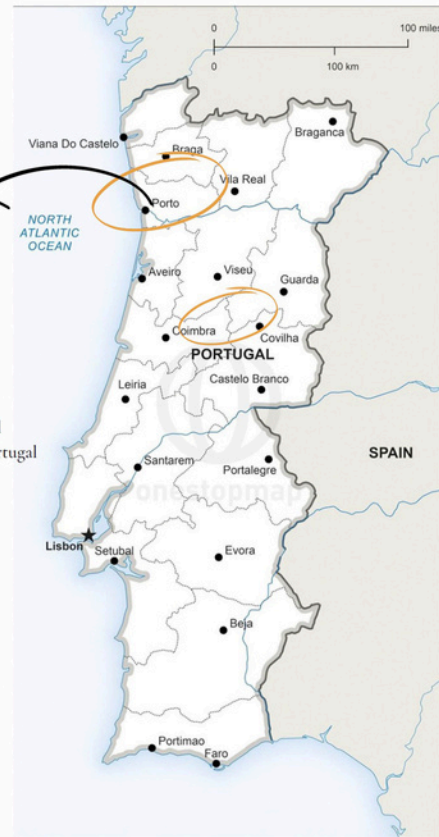 0 100 miles
0 100 km
Braganca
Viana Do Castelo
Braga
Vila Real
Porto
NORTH
ATLANTIC
OCEAN
Aveiro
Viseu
Guarda
Coimbra
Covilha
PORTUGAL
Castelo Branco
Leiria
rtugal
SPAIN
Santarem
Portalegre
onestopmap
Lisbon
Setubal
Evora
Beja
Portimao
Faro